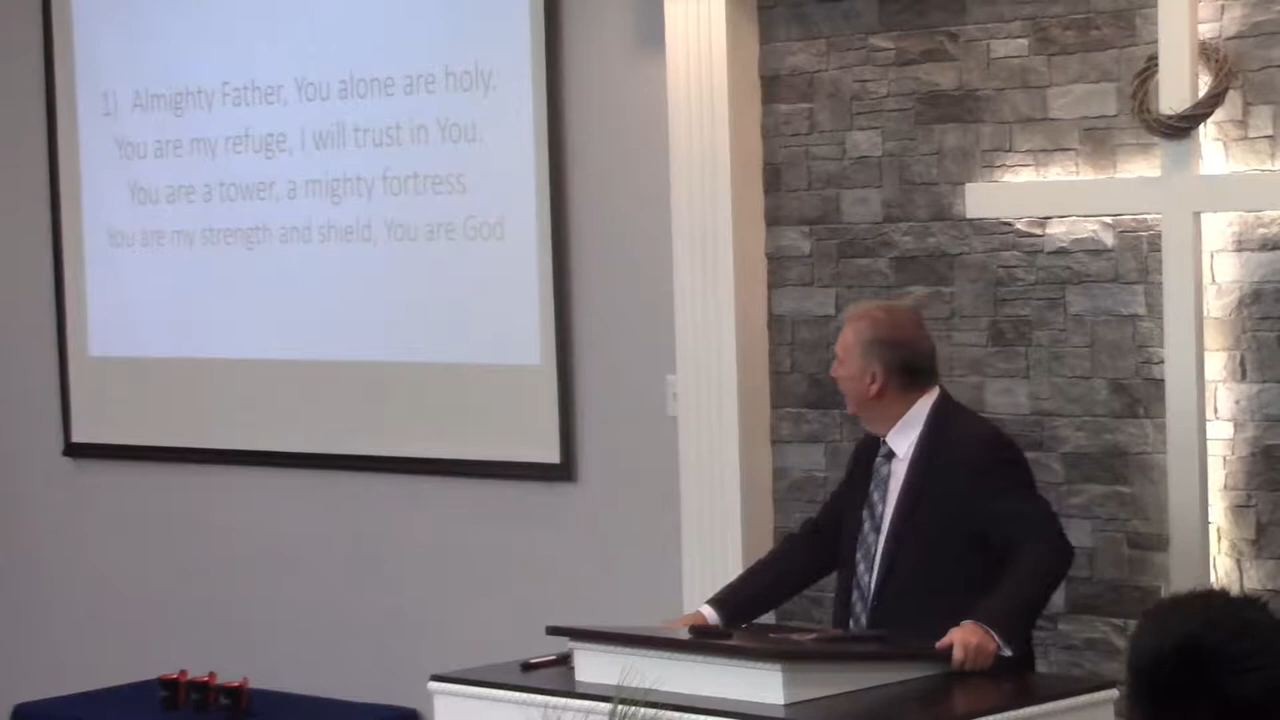 1) Almighty Father, You alone are holy.
You are my refuge, I will trust in You.
You are a tower, a mighty fortress
You are my strength and shield, You are God